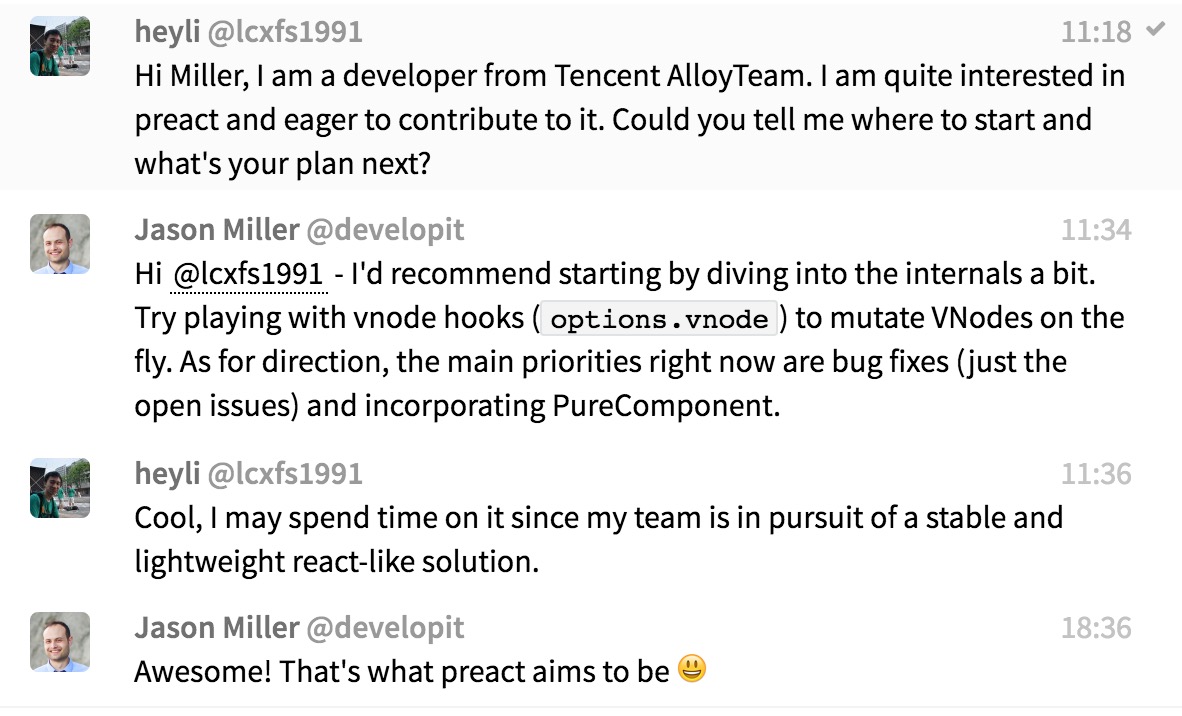 heyli @lcxfs1991 11:18
Hi Miller, I am a developer from Tencent AlloyTeam. I am quite interested in
preact and eager to contribute to it. Could you tell me where to start and
what's your plan next?
Jason Miller @developit 11:34
Hi @lcxfs1991 - I'd recommend starting by diving into the internals a bit.
Try playing with vnode hooks (options.vnode) to mutate VNodes on the
fly. As for direction, the main priorities right now are bug fixes (just the
open issues) and incorporating PureComponent.
heyli @lcxfs1991 11:36
Cool, I may spend time on it since my team is in pursuit of a stable and
lightweight react-like solution.
Jason Miller @developit 18:36
Awesome! That's what preact aims to be 😃